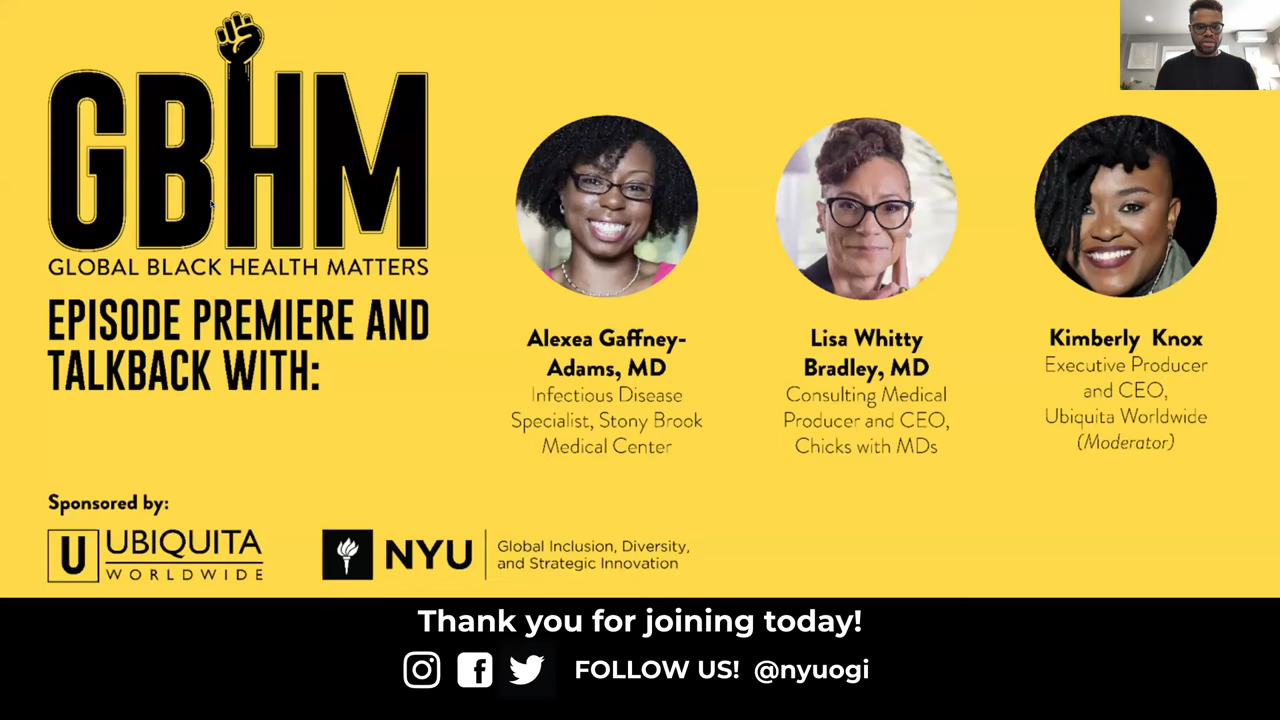 GBHM
GLOBAL BLACK HEALTH MATTERS
EPISODE PREMIERE AND
TALKBACK WITH:
Alexea Gaffney-
Adams, MD
Infectious Disease
Specialist, Stony Brook
Medical Center
Lisa Whitty
Bradley, MD
Consulting Medical
Producer and CEO,
Chicks with MDs
Kimberly Knox
Executive Producer
and CEO,
Ubiquita Worldwide
(Moderator)
Sponsored by:
U
UBIQUITA
WORLDWIDE
NYU
Global Inclusion, Diversity,
and Strategic Innovation
Thank you for joining today!
FOLLOW US! @nyuogi